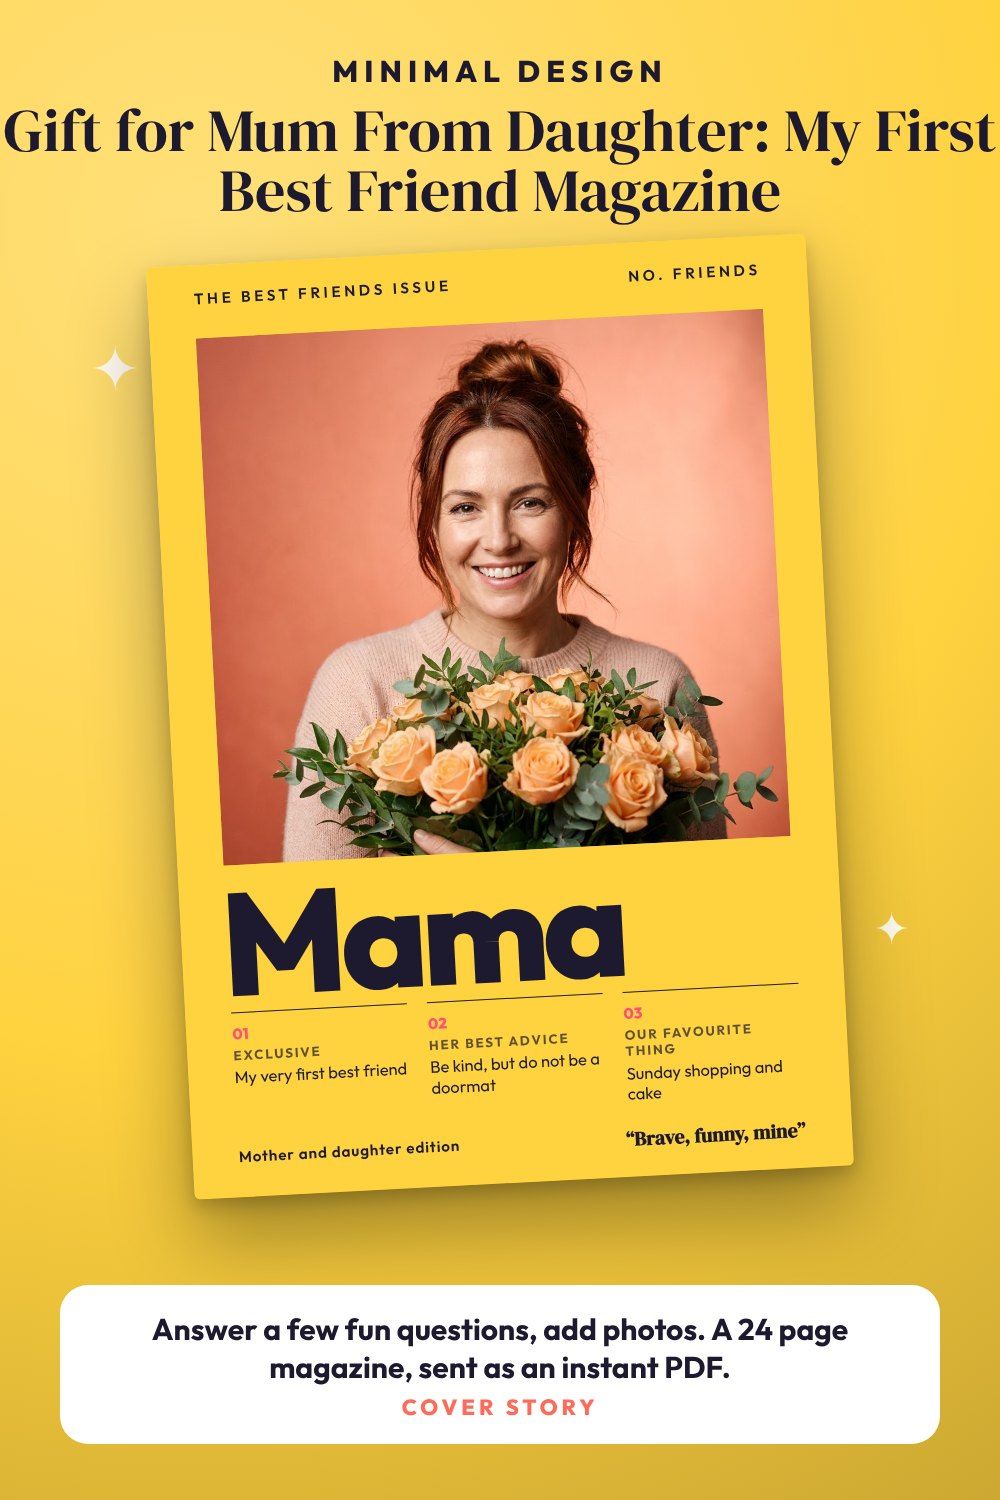 MINIMAL DESIGN
Gift for Mum From Daughter: My First
Best Friend Magazine
THE BEST FRIENDS ISSUE
NO. FRIENDS
Mama
01
EXCLUSIVE
My very first best friend
02
HER BEST ADVICE
Be kind, but do not be a
doormat
03
OUR FAVOURITE
THING
Sunday shopping and
cake
Mother and daughter edition
“Brave, funny, mine”
Answer a few fun questions, add photos. A 24 page
magazine, sent as an instant PDF.
COVER STORY